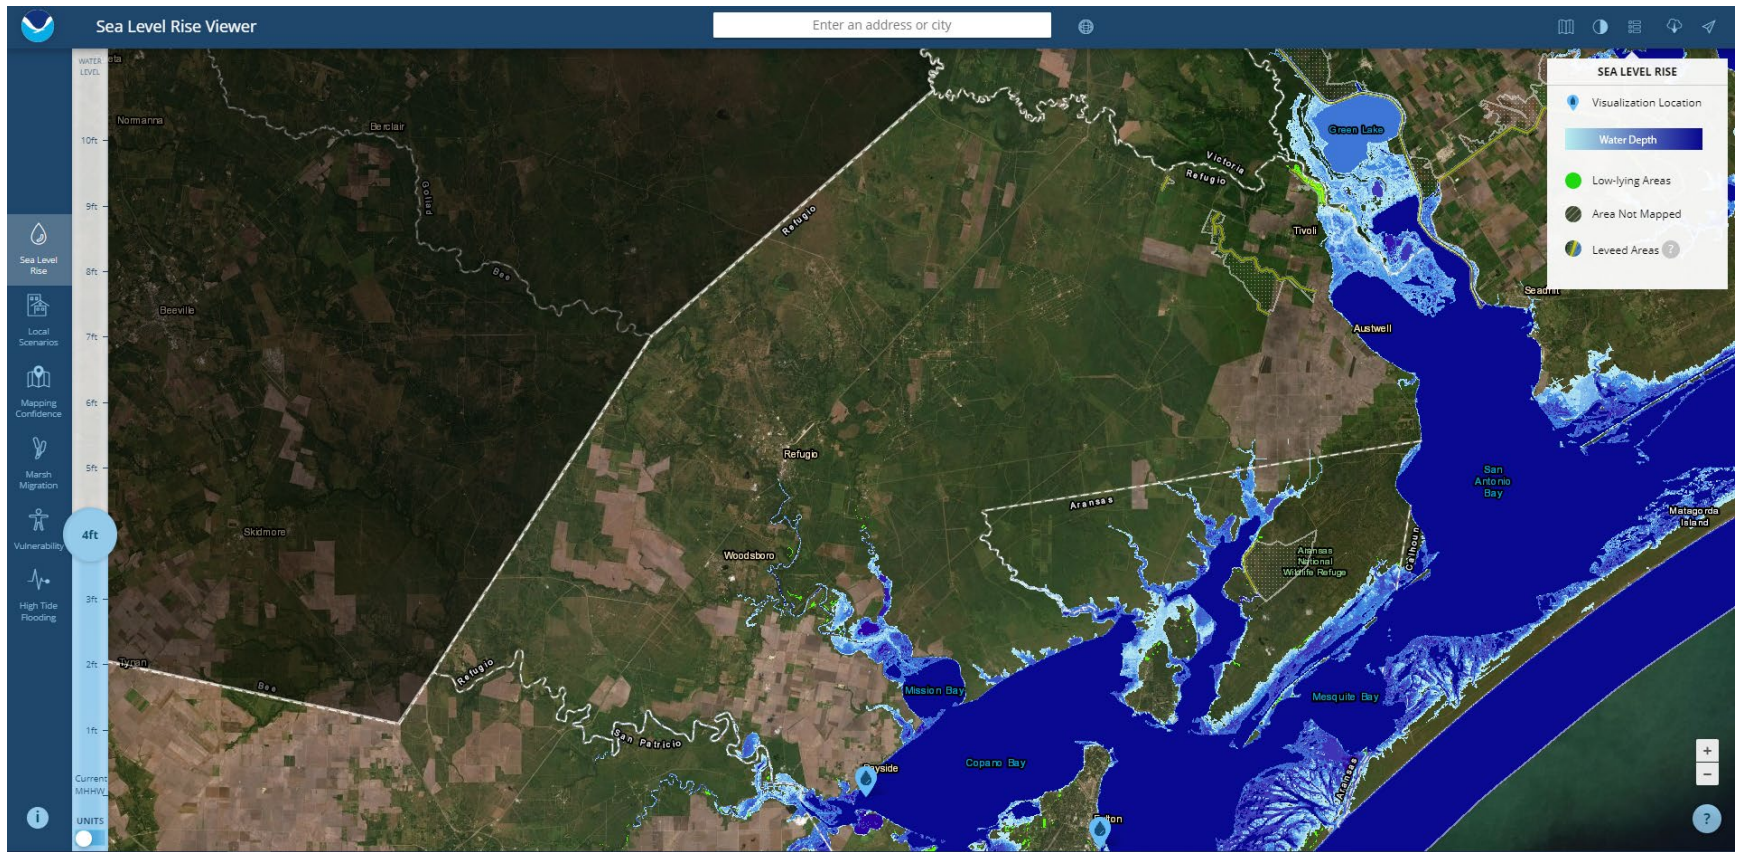 Sea Level Rise Viewer
Enter an address or city
WATER
LEVEL
10ft
9ft
8ft
7ft
6ft
5ft
4ft
3ft
2ft
1ft
Current
MHHW
UNITS
Sea Level
Rise
Local
Scenarios
Mapping
Confidence
Marsh
Migration
Vulnerability
High Tide
Flooding
i
SEA LEVEL RISE
Visualization Location
Water Depth
Low-lying Areas
Area Not Mapped
Leveed Areas ?
Normanna
Berclair
Goliad
Bee
Beeville
Skidmore
Tynan
Bee
Refugio
Victoria
Refugio
Green Lake
Tivoli
Seadrift
Austwell
Refugio
San
Antonio
Bay
Matagorda
Island
Aransas
Calhoun
Aransas
National
Wildlife Refuge
Woodsboro
Refugio
San Patricio
Mission Bay
Mesquite Bay
Copano Bay
Aransas
+
−
?